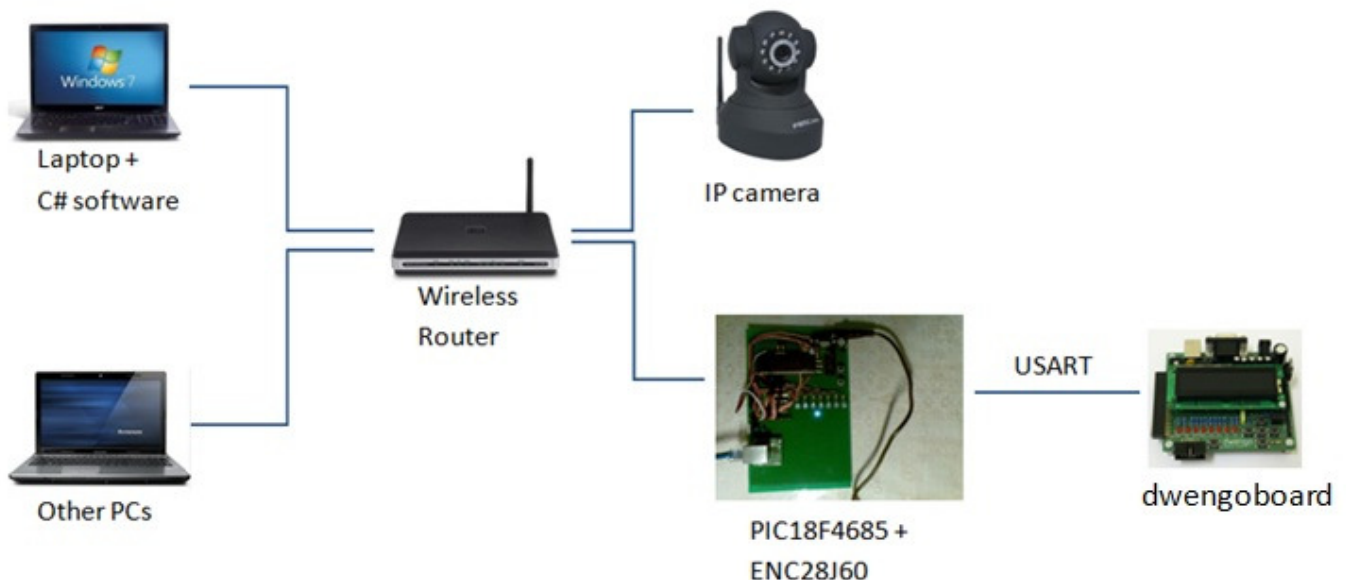 Windows 7
Laptop +
C# software
IP camera
Wireless
Router
USART
Other PCs
PIC18F4685 +
ENC28J60
dwengoboard